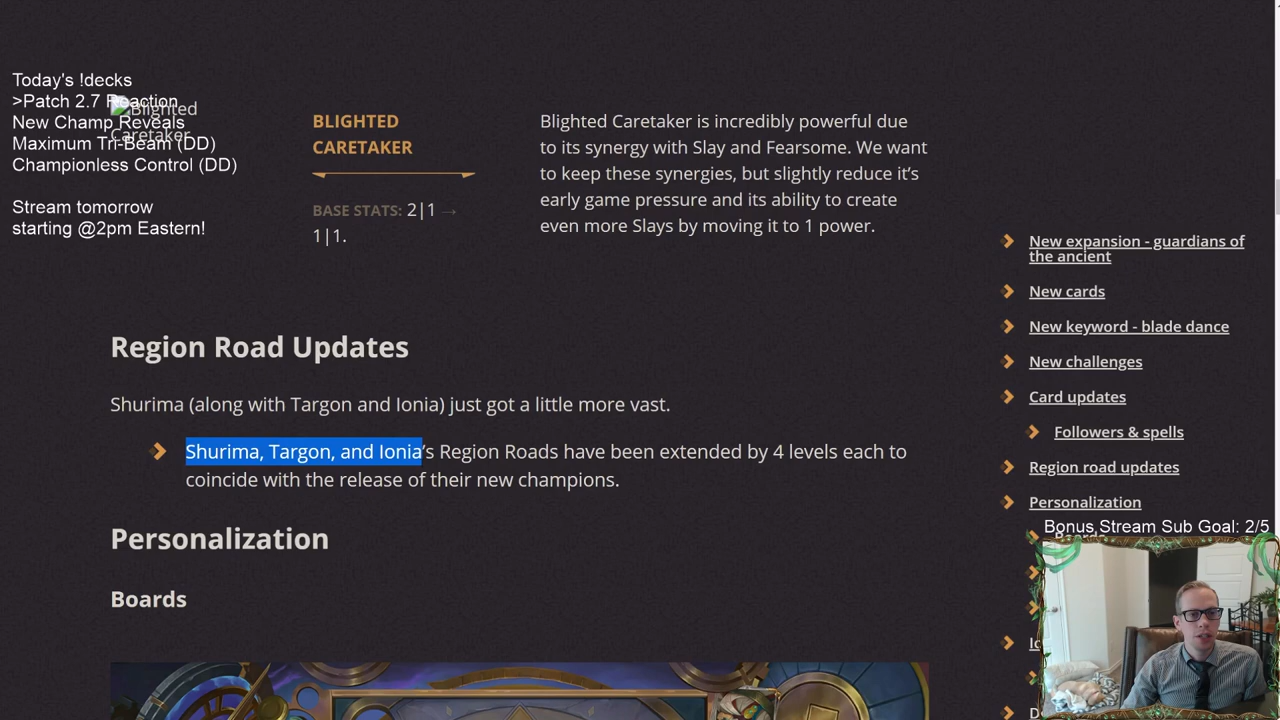 Today's !decks
>Patch 2.7 Reaction
New Champ Reveals
Maximum Tri-Beam (DD)
Championless Control (DD)
Stream tomorrow
starting @2pm Eastern!
Blighted
Caretaker
BLIGHTED
CARETAKER
BASE STATS: 2|1 →
1|1.
Blighted Caretaker is incredibly powerful due
to its synergy with Slay and Fearsome. We want
to keep these synergies, but slightly reduce it's
early game pressure and its ability to create
even more Slays by moving it to 1 power.
Region Road Updates
Shurima (along with Targon and Ionia) just got a little more vast.
Shurima, Targon, and Ionia's Region Roads have been extended by 4 levels each to
coincide with the release of their new champions.
Personalization
Boards
New expansion - guardians of
the ancient
New cards
New keyword - blade dance
New challenges
Card updates
Followers & spells
Region road updates
Personalization
Bonus Stream Sub Goal: 2/5
Boards